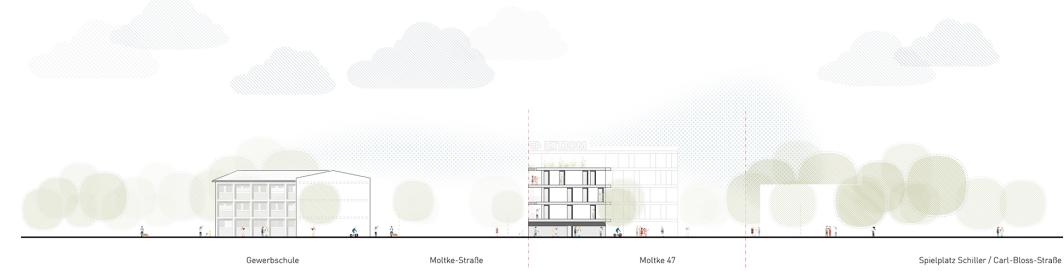 Gewerbschule
Moltke-Straße
Moltke 47
Spielplatz Schiller / Carl-Bloss-Straße